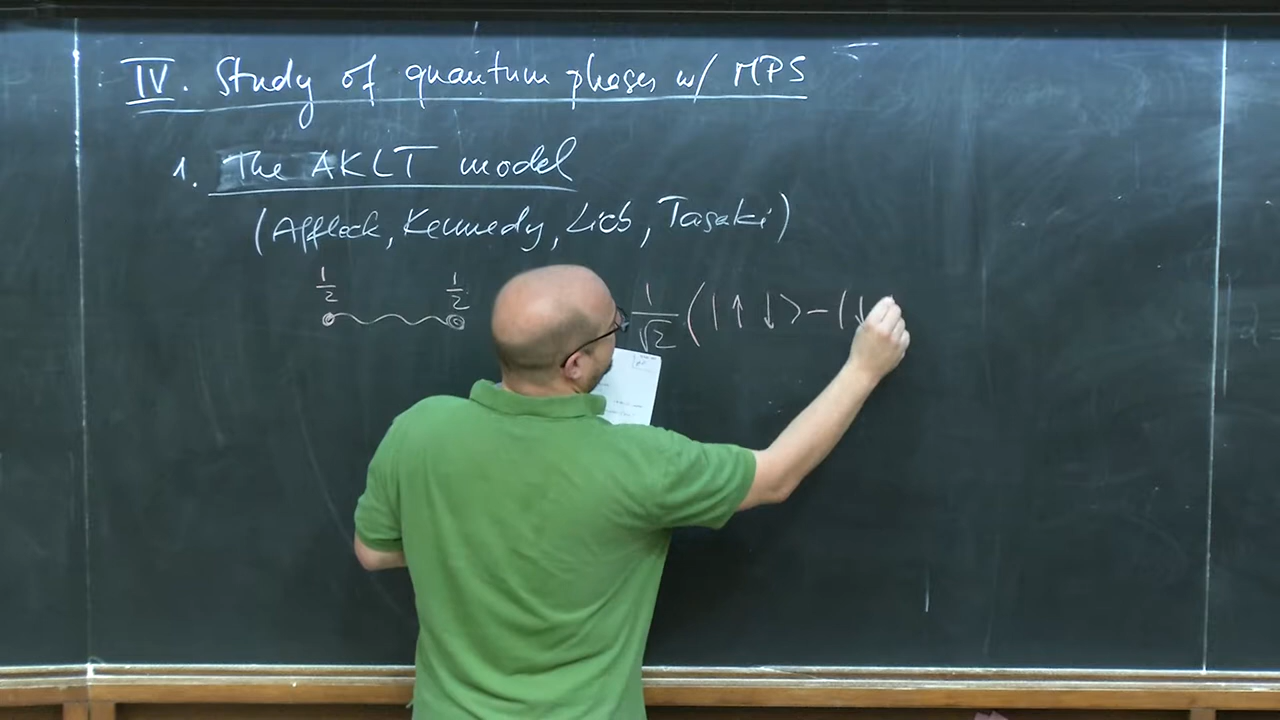 IV. Study of quantum phases w/ MPS
1. The AKLT model
(Affleck, Kennedy, Lieb, Tasaki)
1/2 1/2 1/√2 (|↑↓> - |↓